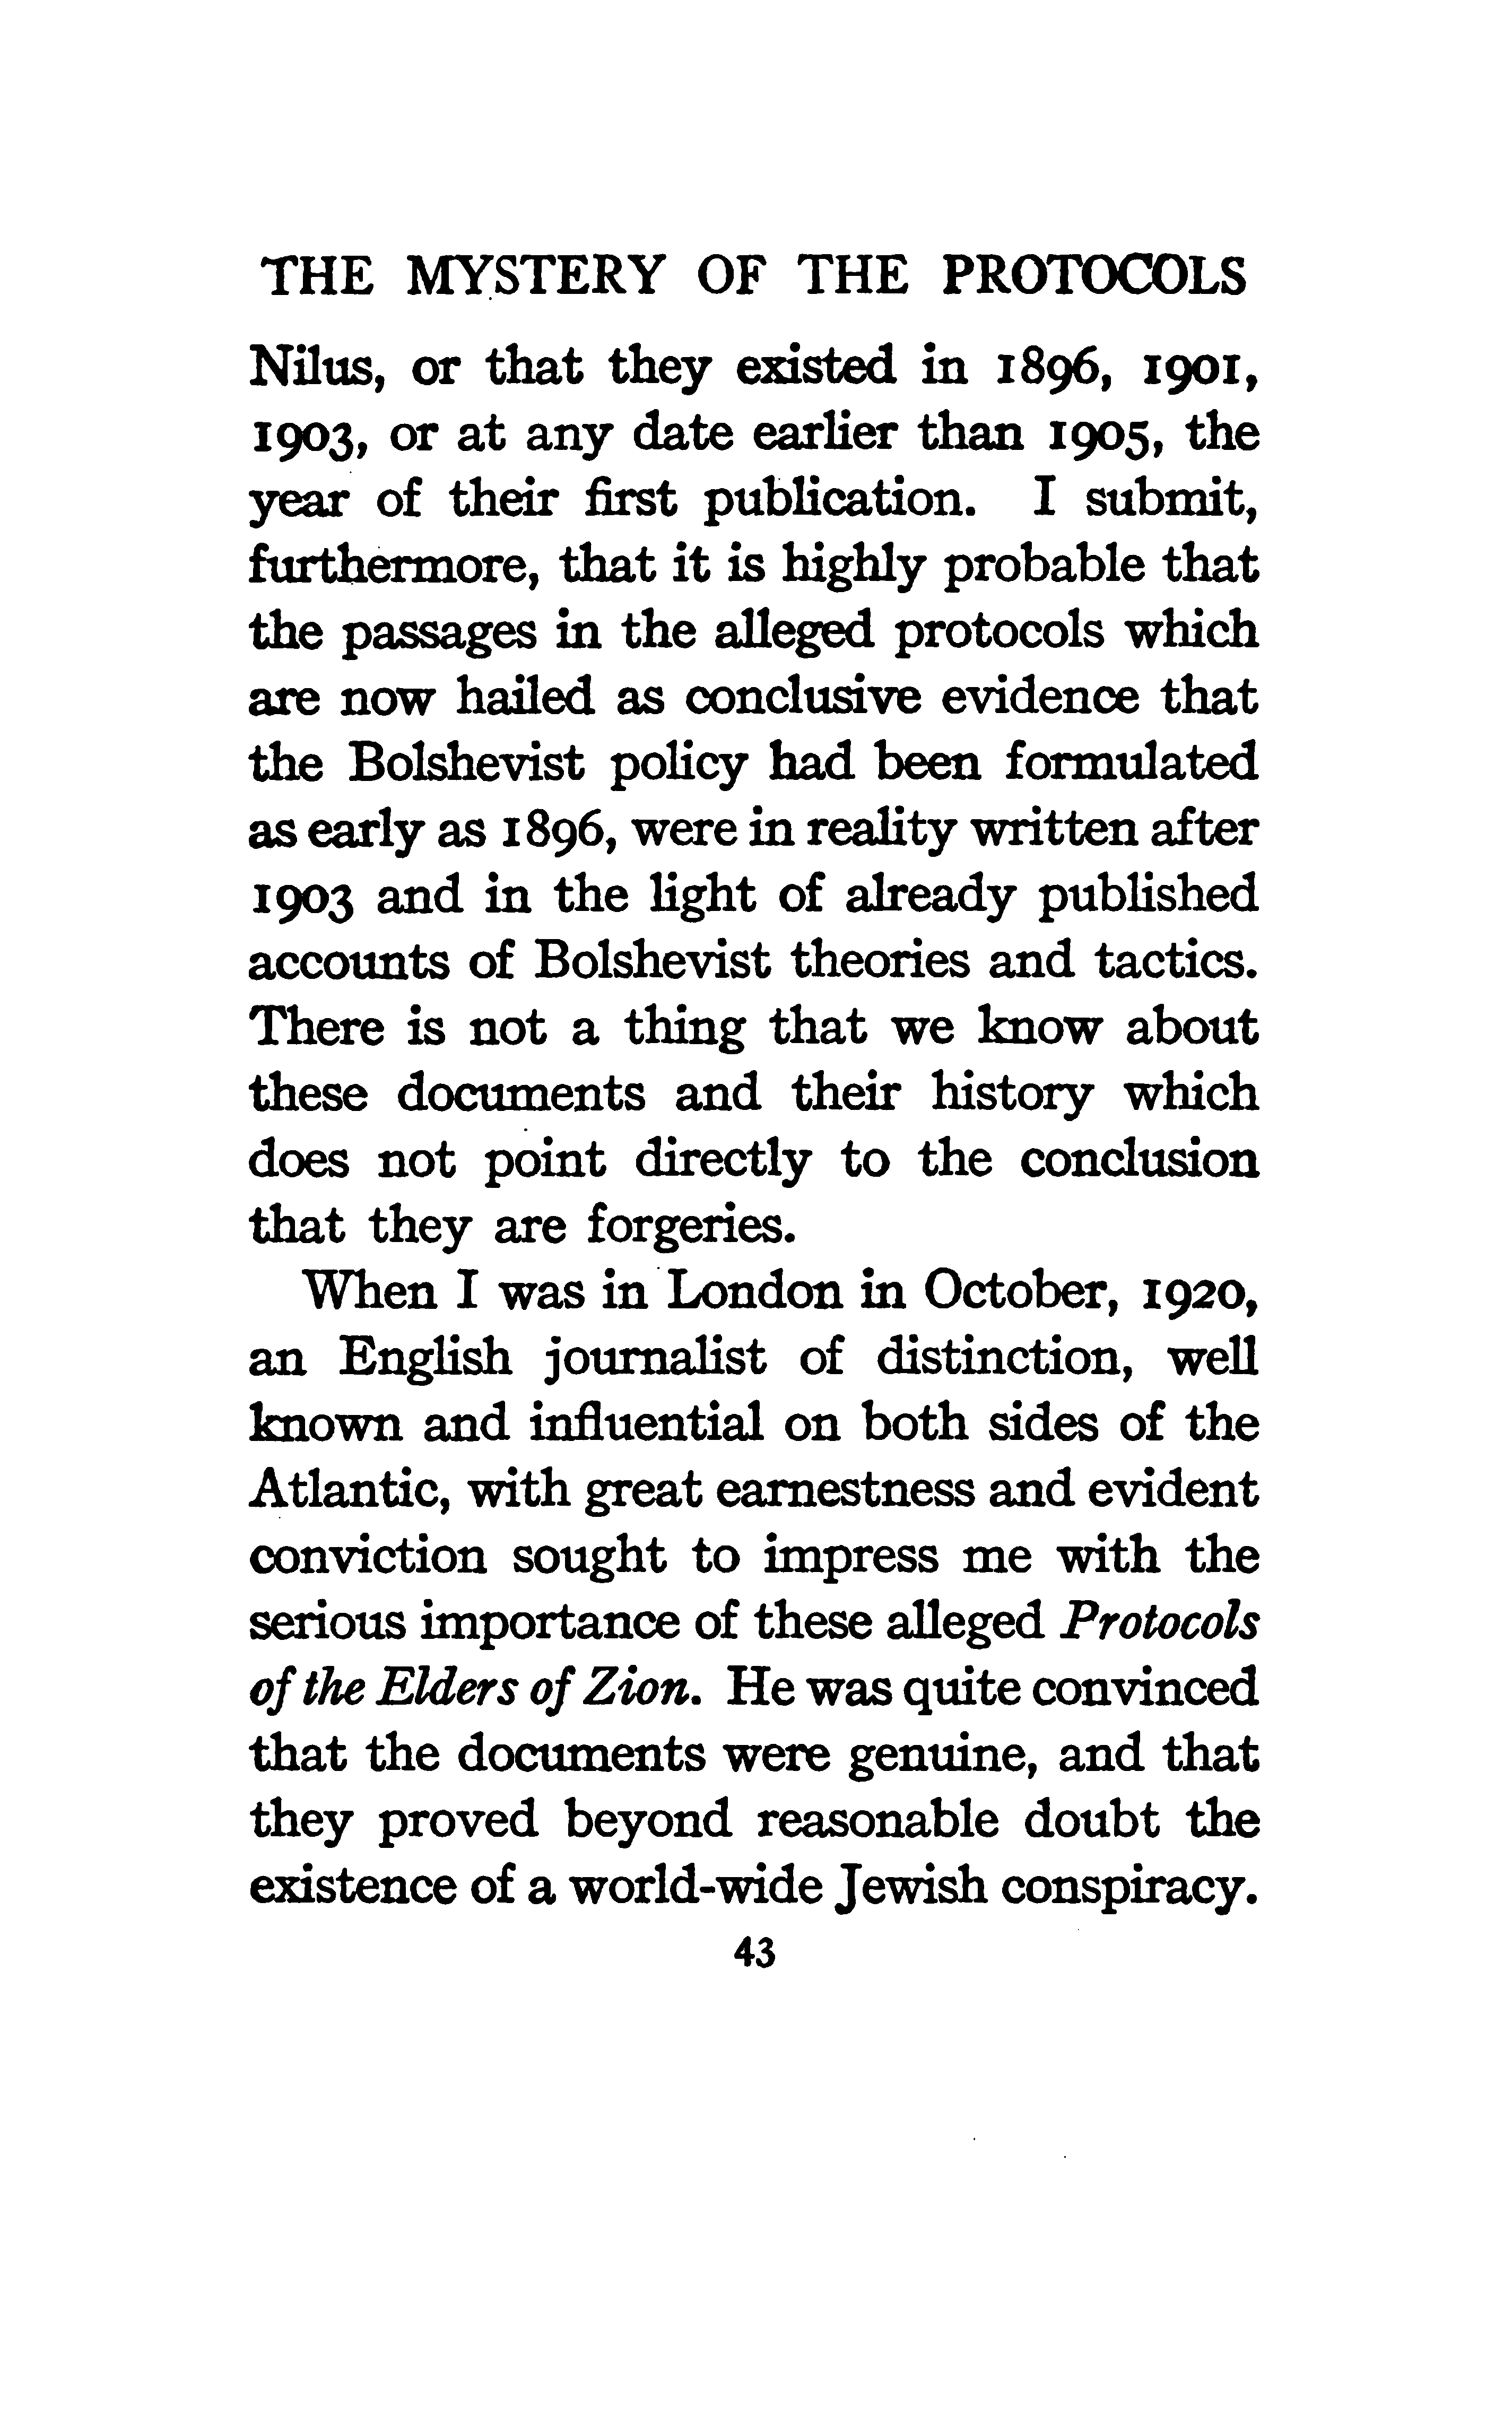 THE MYSTERY OF THE PROTOCOLS
Nilus, or that they existed in 1896, 1901,
1903, or at any date earlier than 1905, the
year of their first publication. I submit,
furthermore, that it is highly probable that
the passages in the alleged protocols which
are now hailed as conclusive evidence that
the Bolshevist policy had been formulated
as early as 1896, were in reality written after
1903 and in the light of already published
accounts of Bolshevist theories and tactics.
There is not a thing that we know about
these documents and their history which
does not point directly to the conclusion
that they are forgeries.
When I was in London in October, 1920,
an English journalist of distinction, well
known and influential on both sides of the
Atlantic, with great earnestness and evident
conviction sought to impress me with the
serious importance of these alleged Protocols
of the Elders of Zion. He was quite convinced
that the documents were genuine, and that
they proved beyond reasonable doubt the
existence of a world-wide Jewish conspiracy.
43